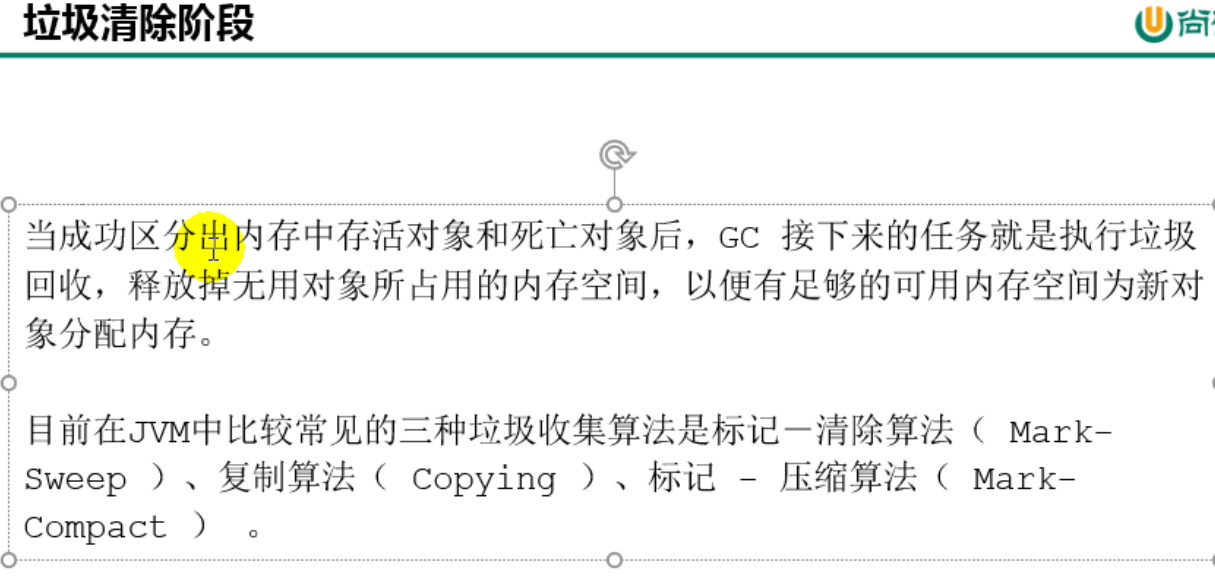 垃圾清除阶段
尚
当成功区分出内存中存活对象和死亡对象后，GC 接下来的任务就是执行垃圾
回收，释放掉无用对象所占用的内存空间，以便有足够的可用内存空间为新对
象分配内存。
目前在JVM中比较常见的三种垃圾收集算法是标记－清除算法（ Mark-
Sweep ）、复制算法（ Copying ）、标记 - 压缩算法（ Mark-
Compact ） 。